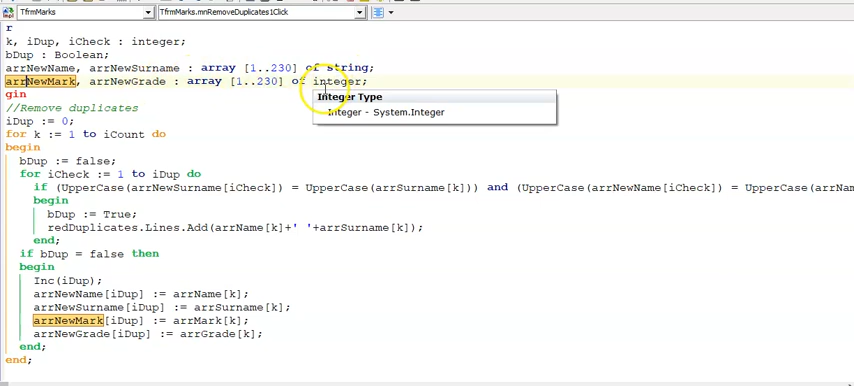 TfrmMarks TfrmMarks.mnRemoveDuplicates1Click
r
k, iDup, iCheck : integer;
bDup : Boolean;
arrNewName, arrNewSurname : array [1..230] of string;
arrNewMark, arrNewGrade : array [1..230] of integer;
gin
Integer Type
Integer - System.Integer
//Remove duplicates
iDup := 0;
for k := 1 to iCount do
begin
bDup := false;
for iCheck := 1 to iDup do
if (UpperCase(arrNewSurname[iCheck]) = UpperCase(arrSurname[k])) and (UpperCase(arrNewName[iCheck]) = UpperCase(arrNam
begin
bDup := True;
redDuplicates.Lines.Add(arrName[k]+' '+arrSurname[k]);
end;
if bDup = false then
begin
Inc(iDup);
arrNewName[iDup] := arrName[k];
arrNewSurname[iDup] := arrSurname[k];
arrNewMark[iDup] := arrMark[k];
arrNewGrade[iDup] := arrGrade[k];
end;
end;